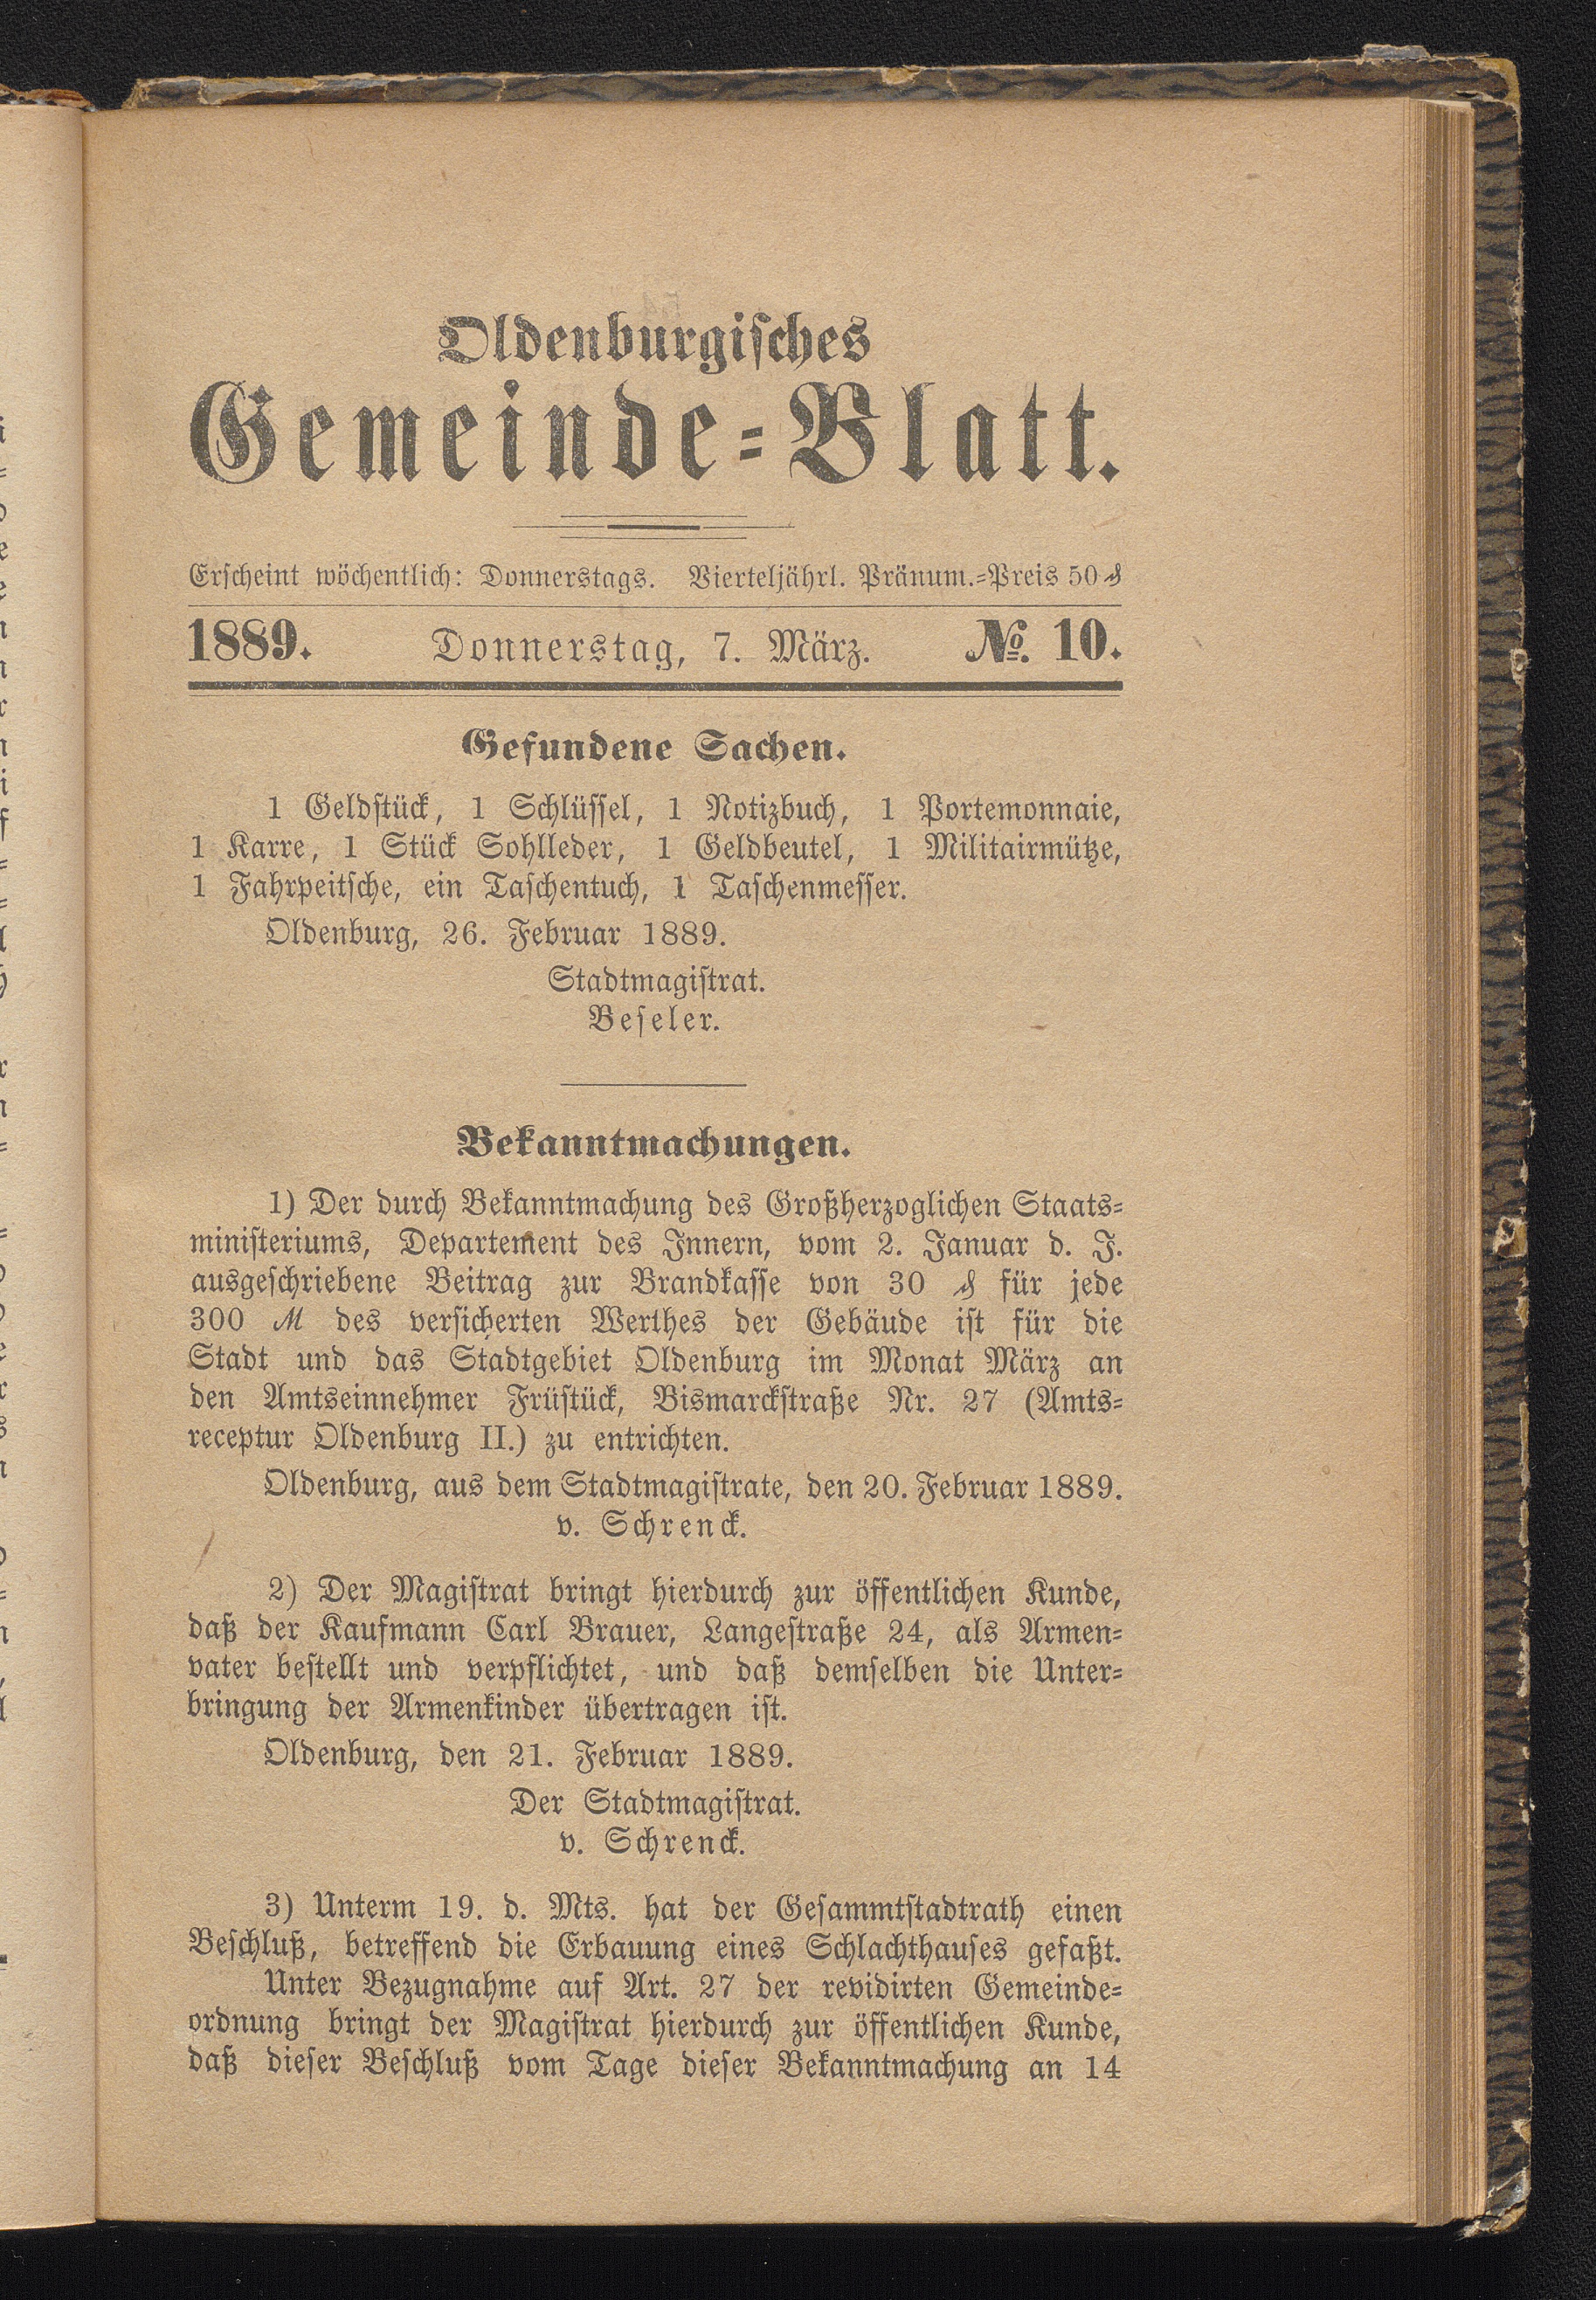 Oldenburgisches
Gemeinde-Blatt.
Erscheint wöchentlich: Donnerstags. Vierteljährl. Pränum.-Preis 50 ₰
1889. Donnerstag, 7. März. No. 10.
Gefundene Sachen.
1 Geldstück, 1 Schlüssel, 1 Notizbuch, 1 Portemonnaie,
1 Karre, 1 Stück Sohlleder, 1 Geldbeutel, 1 Militairmütze,
1 Fahrpeitsche, ein Taschentuch, 1 Taschenmesser.
Oldenburg, 26. Februar 1889.
Stadtmagistrat.
Beseler.
Bekanntmachungen.
1) Der durch Bekanntmachung des Großherzoglichen Staats-
ministeriums, Departement des Innern, vom 2. Januar d. J.
ausgeschriebene Beitrag zur Brandkasse von 30 ₰ für jede
300 ℳ des versicherten Werthes der Gebäude ist für die
Stadt und das Stadtgebiet Oldenburg im Monat März an
den Amtseinnehmer Früstück, Bismarckstraße Nr. 27 (Amts-
receptur Oldenburg II.) zu entrichten.
Oldenburg, aus dem Stadtmagistrate, den 20. Februar 1889.
v. Schrenck.
2) Der Magistrat bringt hierdurch zur öffentlichen Kunde,
daß der Kaufmann Carl Brauer, Langestraße 24, als Armen-
vater bestellt und verpflichtet, und daß demselben die Unter-
bringung der Armenkinder übertragen ist.
Oldenburg, den 21. Februar 1889.
Der Stadtmagistrat.
v. Schrenck.
3) Unterm 19. d. Mts. hat der Gesammtstadtrath einen
Beschluß, betreffend die Erbauung eines Schlachthauses gefaßt.
Unter Bezugnahme auf Art. 27 der revidirten Gemeinde-
ordnung bringt der Magistrat hierdurch zur öffentlichen Kunde,
daß dieser Beschluß vom Tage dieser Bekanntmachung an 14